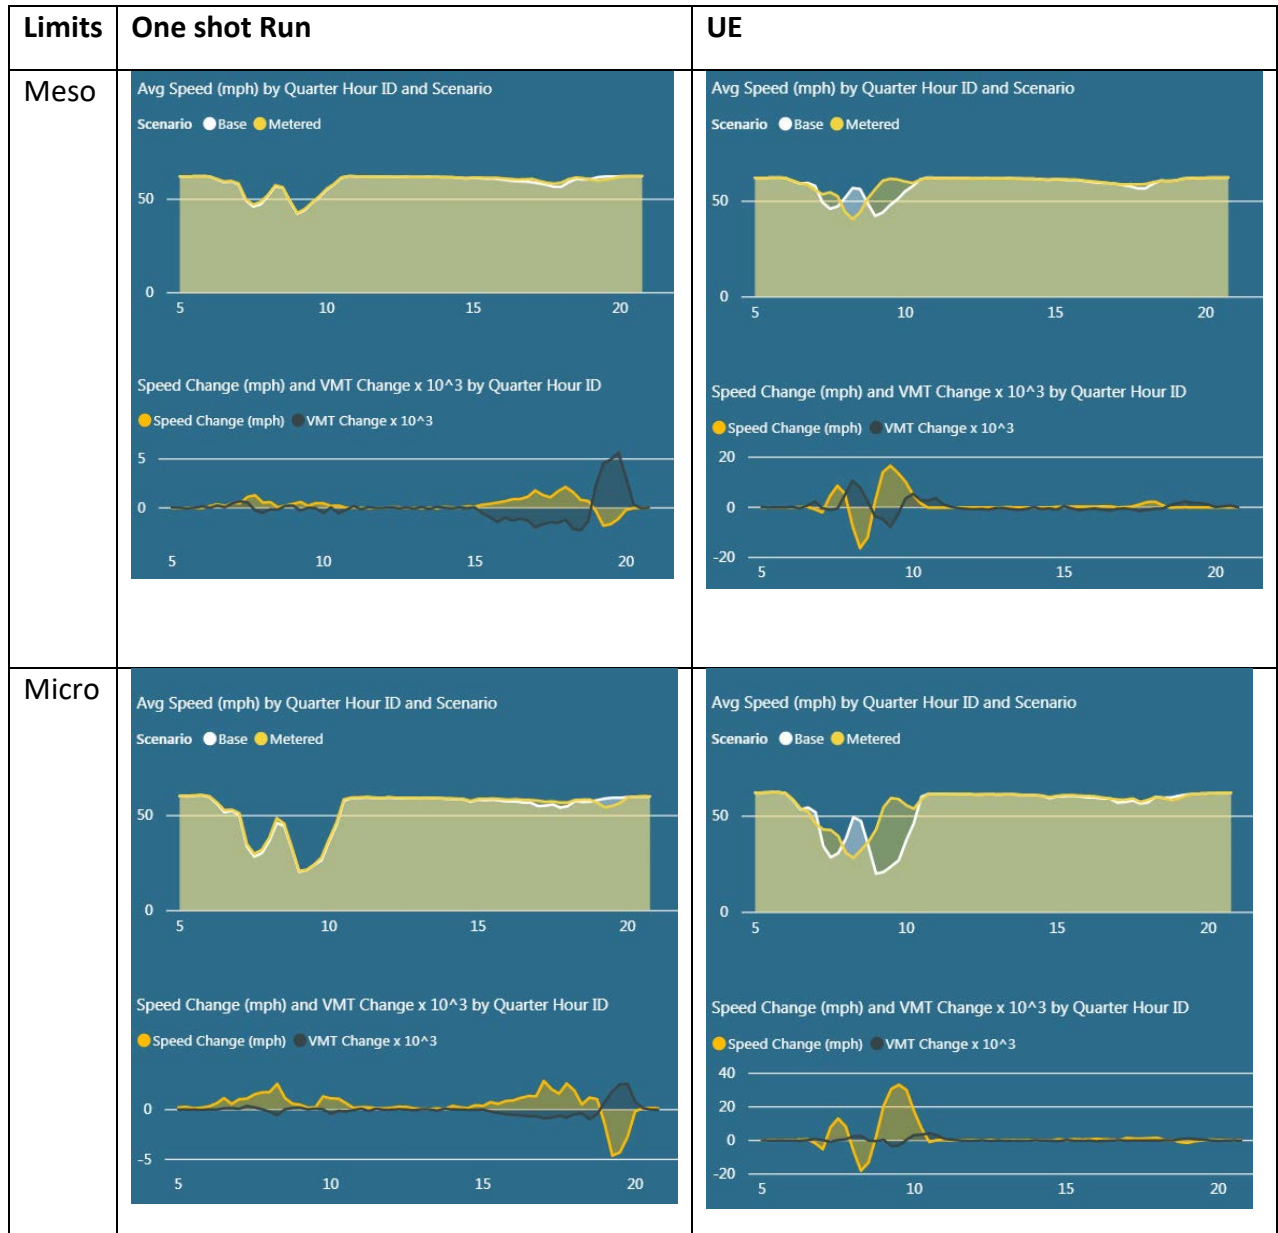 Limits One shot Run UE
Meso
Avg Speed (mph) by Quarter Hour ID and Scenario
Scenario Base Metered
50
0
5 10 15 20
Speed Change (mph) and VMT Change x 10^3 by Quarter Hour ID
Speed Change (mph) VMT Change x 10^3
5
0
5 10 15 20
Avg Speed (mph) by Quarter Hour ID and Scenario
Scenario Base Metered
50
0
5 10 15 20
Speed Change (mph) and VMT Change x 10^3 by Quarter Hour ID
Speed Change (mph) VMT Change x 10^3
20
0
-20
5 10 15 20
Micro
Avg Speed (mph) by Quarter Hour ID and Scenario
Scenario Base Metered
50
0
5 10 15 20
Speed Change (mph) and VMT Change x 10^3 by Quarter Hour ID
Speed Change (mph) VMT Change x 10^3
0
-5
5 10 15 20
Avg Speed (mph) by Quarter Hour ID and Scenario
Scenario Base Metered
50
0
5 10 15 20
Speed Change (mph) and VMT Change x 10^3 by Quarter Hour ID
Speed Change (mph) VMT Change x 10^3
40
20
0
-20
5 10 15 20